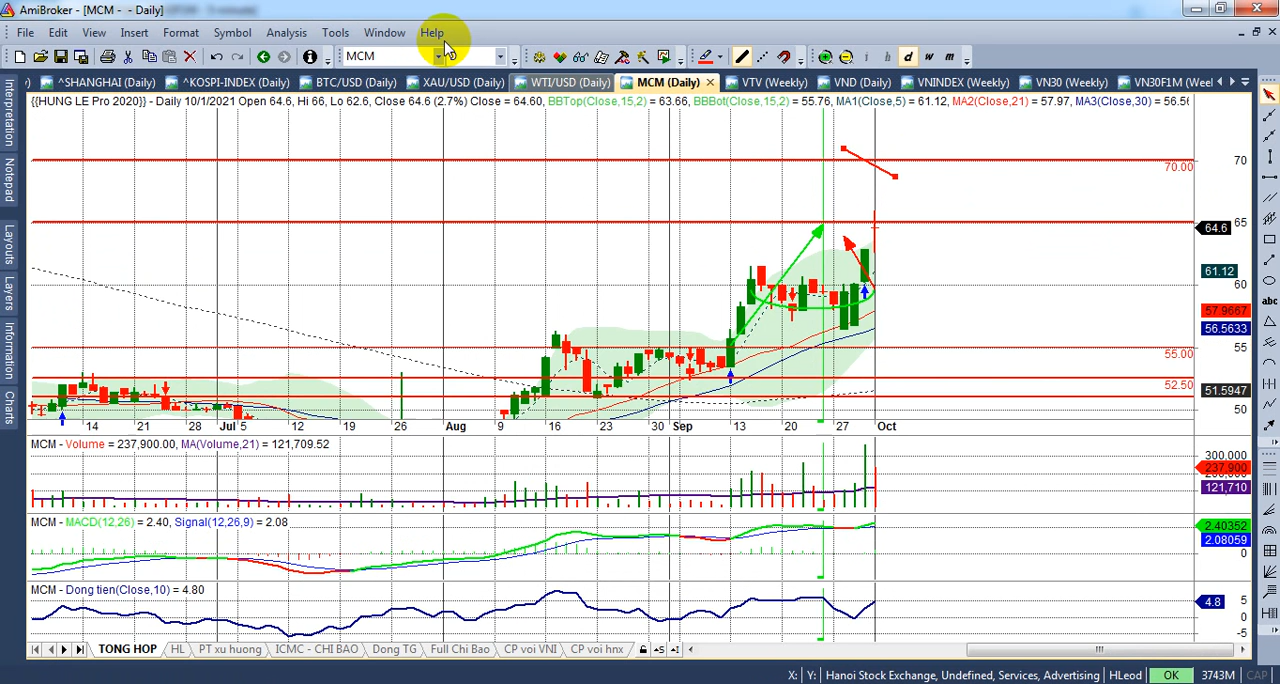 AmiBroker - [MCM - - Daily]
File Edit View Insert Format Symbol Analysis Tools Window Help
MCM
i h d w m
^SHANGHAI (Daily) ^KOSPI-INDEX (Daily) BTC/USD (Daily) XAU/USD (Daily) WTI/USD (Daily) MCM (Daily) VTV (Weekly) VND (Daily) VNINDEX (Weekly) VN30 (Weekly) VN30F1M (Weel
{{HUNG LE Pro 2020}} - Daily 10/1/2021 Open 64.6, Hi 66, Lo 62.6, Close 64.6 (2.7%) Close = 64.60, BBTop(Close,15,2) = 63.66, BBBot(Close,15,2) = 55.76, MA1(Close,5) = 61.12, MA2(Close,21) = 57.97, MA3(Close,30) = 56.5
Interpretation
Notepad
Layouts
Layers
Information
Charts
abc
70.00
70
65
64.6
61.12
60
57.9667
56.5633
55
55.00
52.50
51.5947
50
14 21 28 Jul 5 12 19 26 Aug 9 16 23 30 Sep 13 20 27 Oct
MCM - Volume = 237,900.00, MA(Volume,21) = 121,709.52
300,000
237,900
121,710
MCM - MACD(12,26) = 2.40, Signal(12,26,9) = 2.08
2.40352
2.08059
0
MCM - Dong tien(Close,10) = 4.80
5
4.8
0
-5
TONG HOP HL PT xu huong ICMC - CHI BAO Dong TG Full Chi Bao CP voi VNI CP voi hnx
X: Y: Hanoi Stock Exchange, Undefined, Services, Advertising HLeod OK 3743M CAP